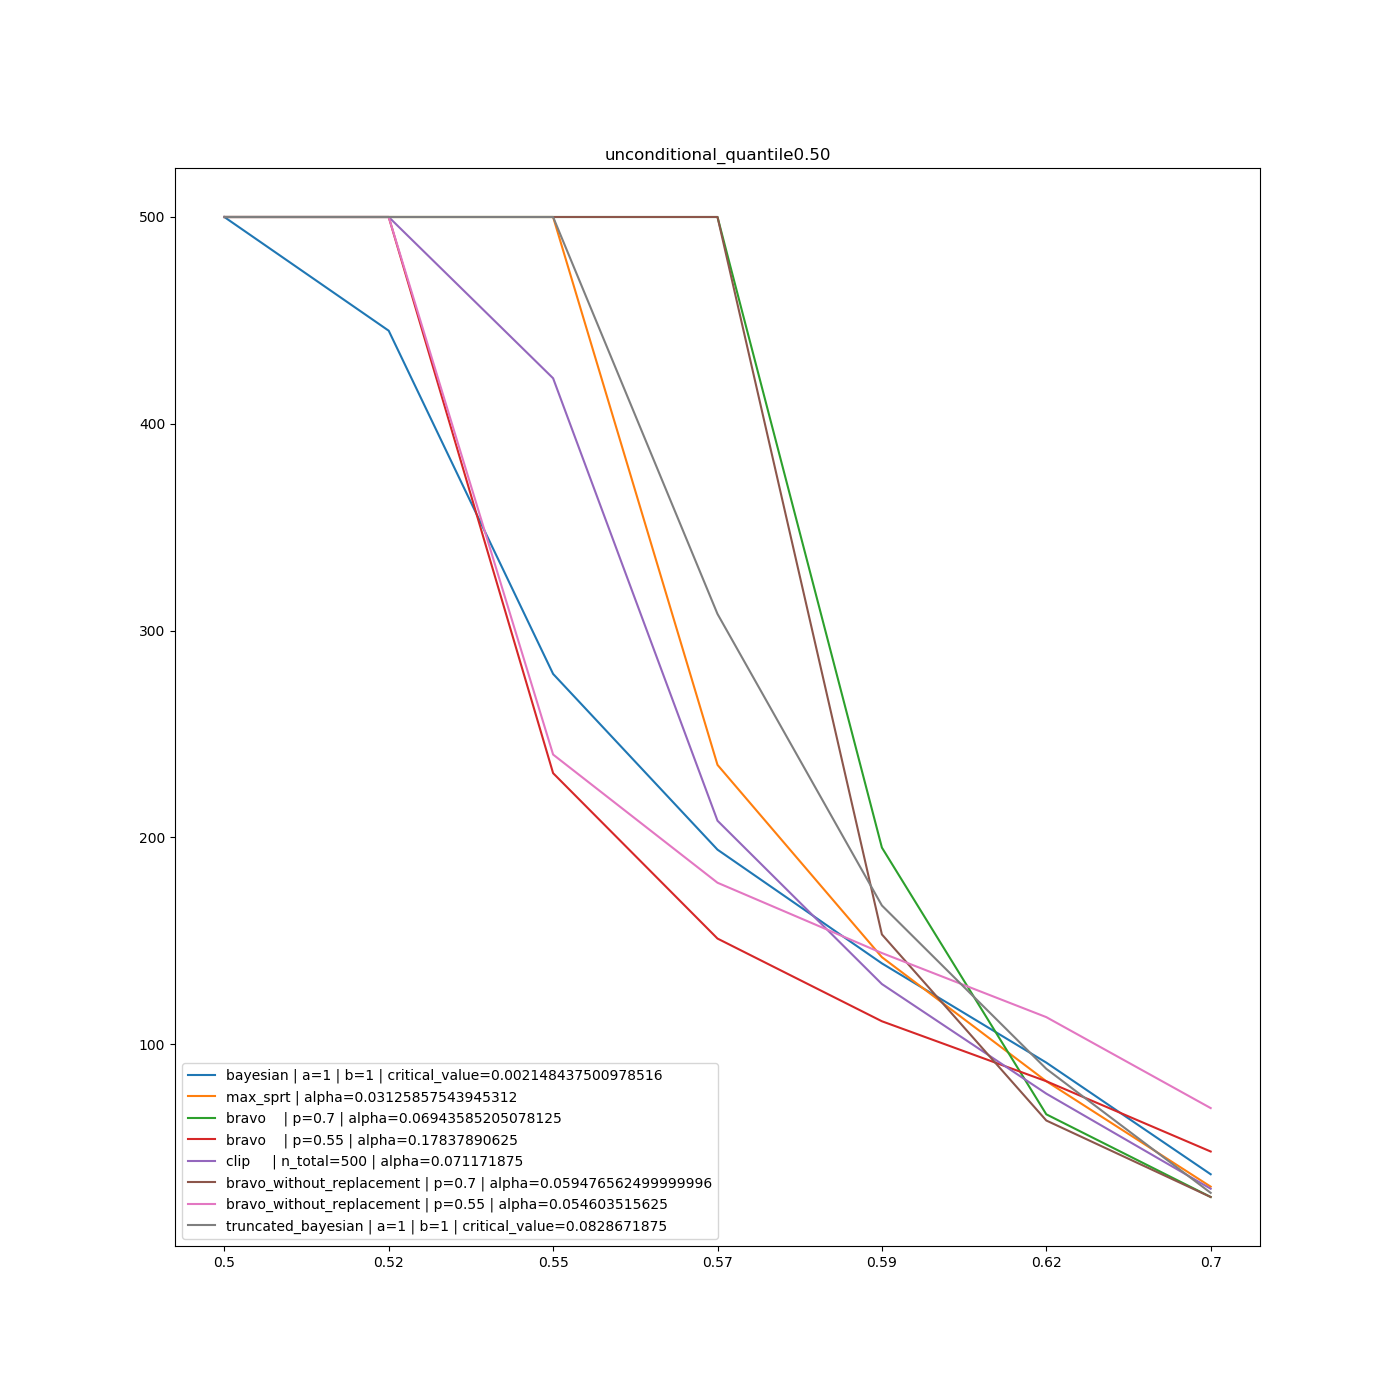 unconditional_quantile0.50
500
400
300
200
100
bayesian | a=1 | b=1 | critical_value=0.002148437500978516
max_sprt | alpha=0.03125857543945312
bravo    | p=0.7 | alpha=0.06943585205078125
bravo    | p=0.55 | alpha=0.17837890625
clip     | n_total=500 | alpha=0.071171875
bravo_without_replacement | p=0.7 | alpha=0.059476562499999996
bravo_without_replacement | p=0.55 | alpha=0.054603515625
truncated_bayesian | a=1 | b=1 | critical_value=0.0828671875
0.5 0.52 0.55 0.57 0.59 0.62 0.7